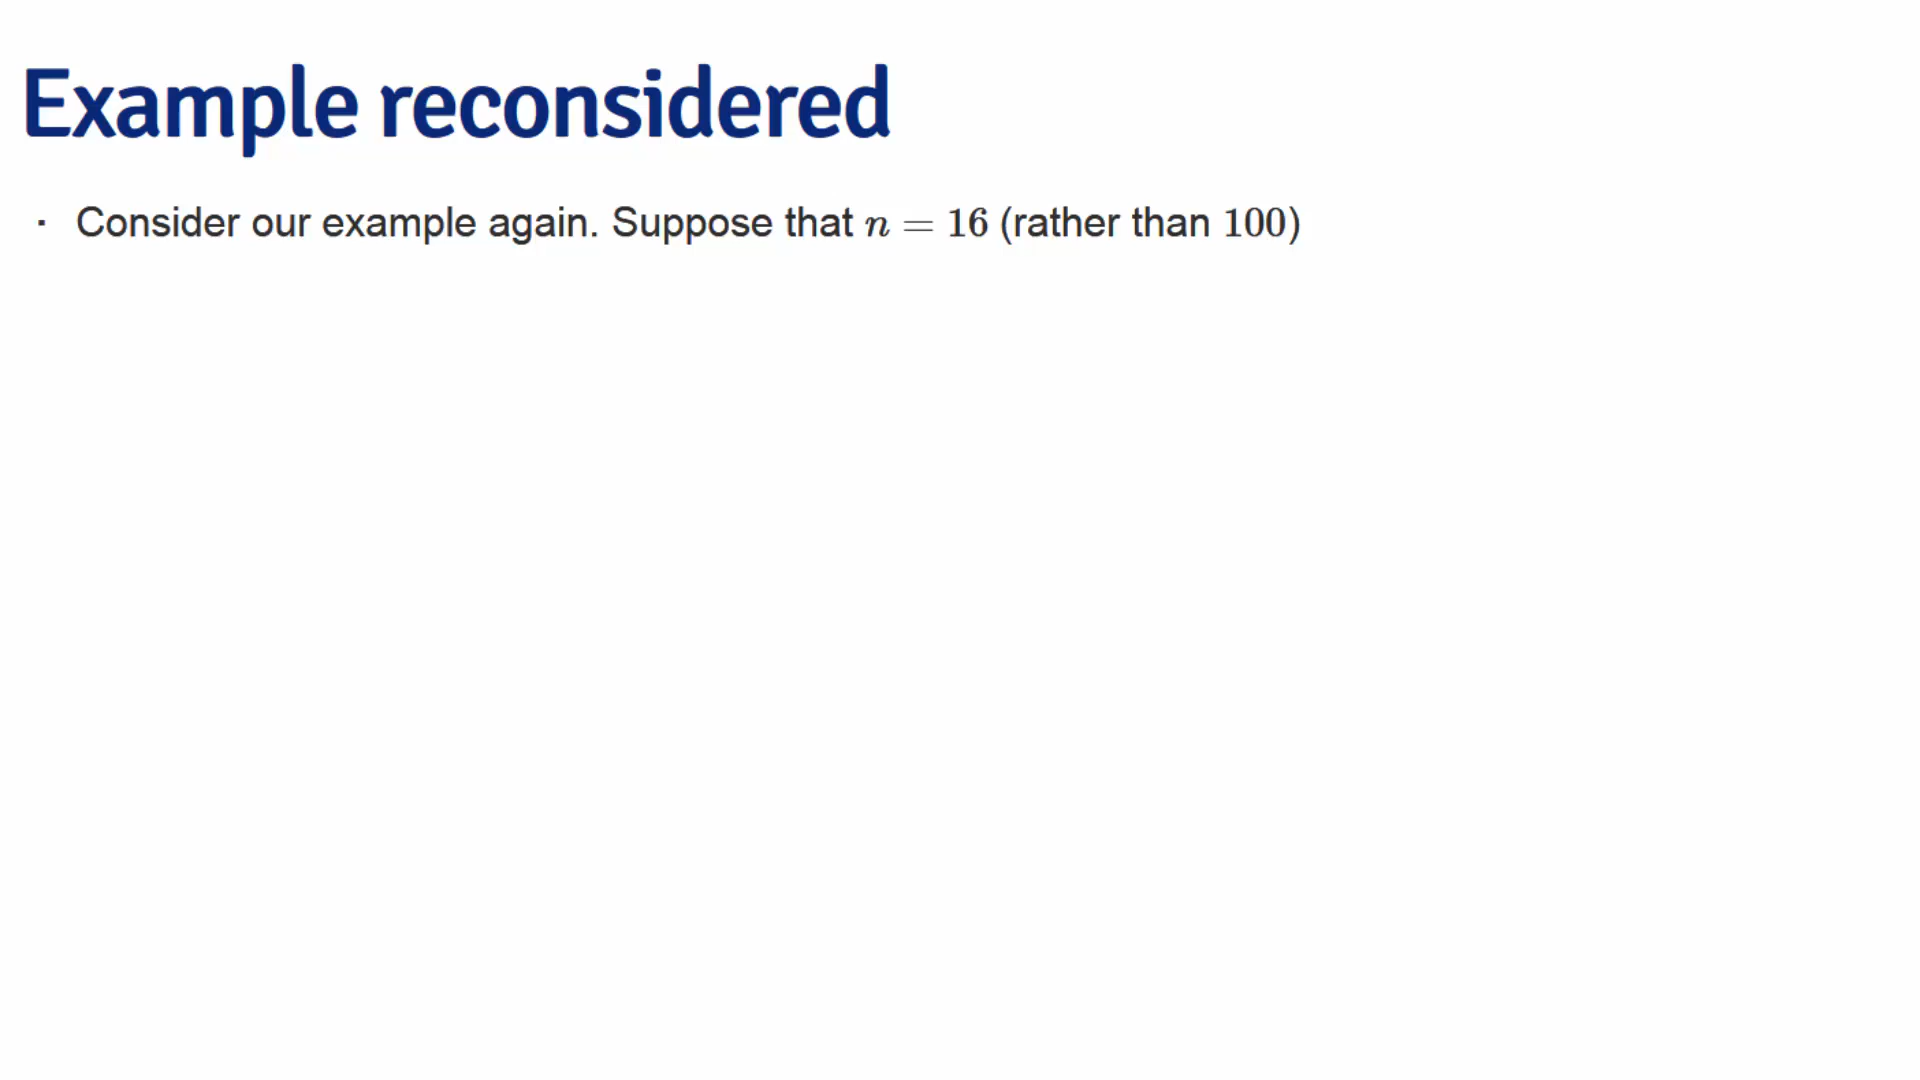 Example reconsidered
· Consider our example again. Suppose that n = 16 (rather than 100)